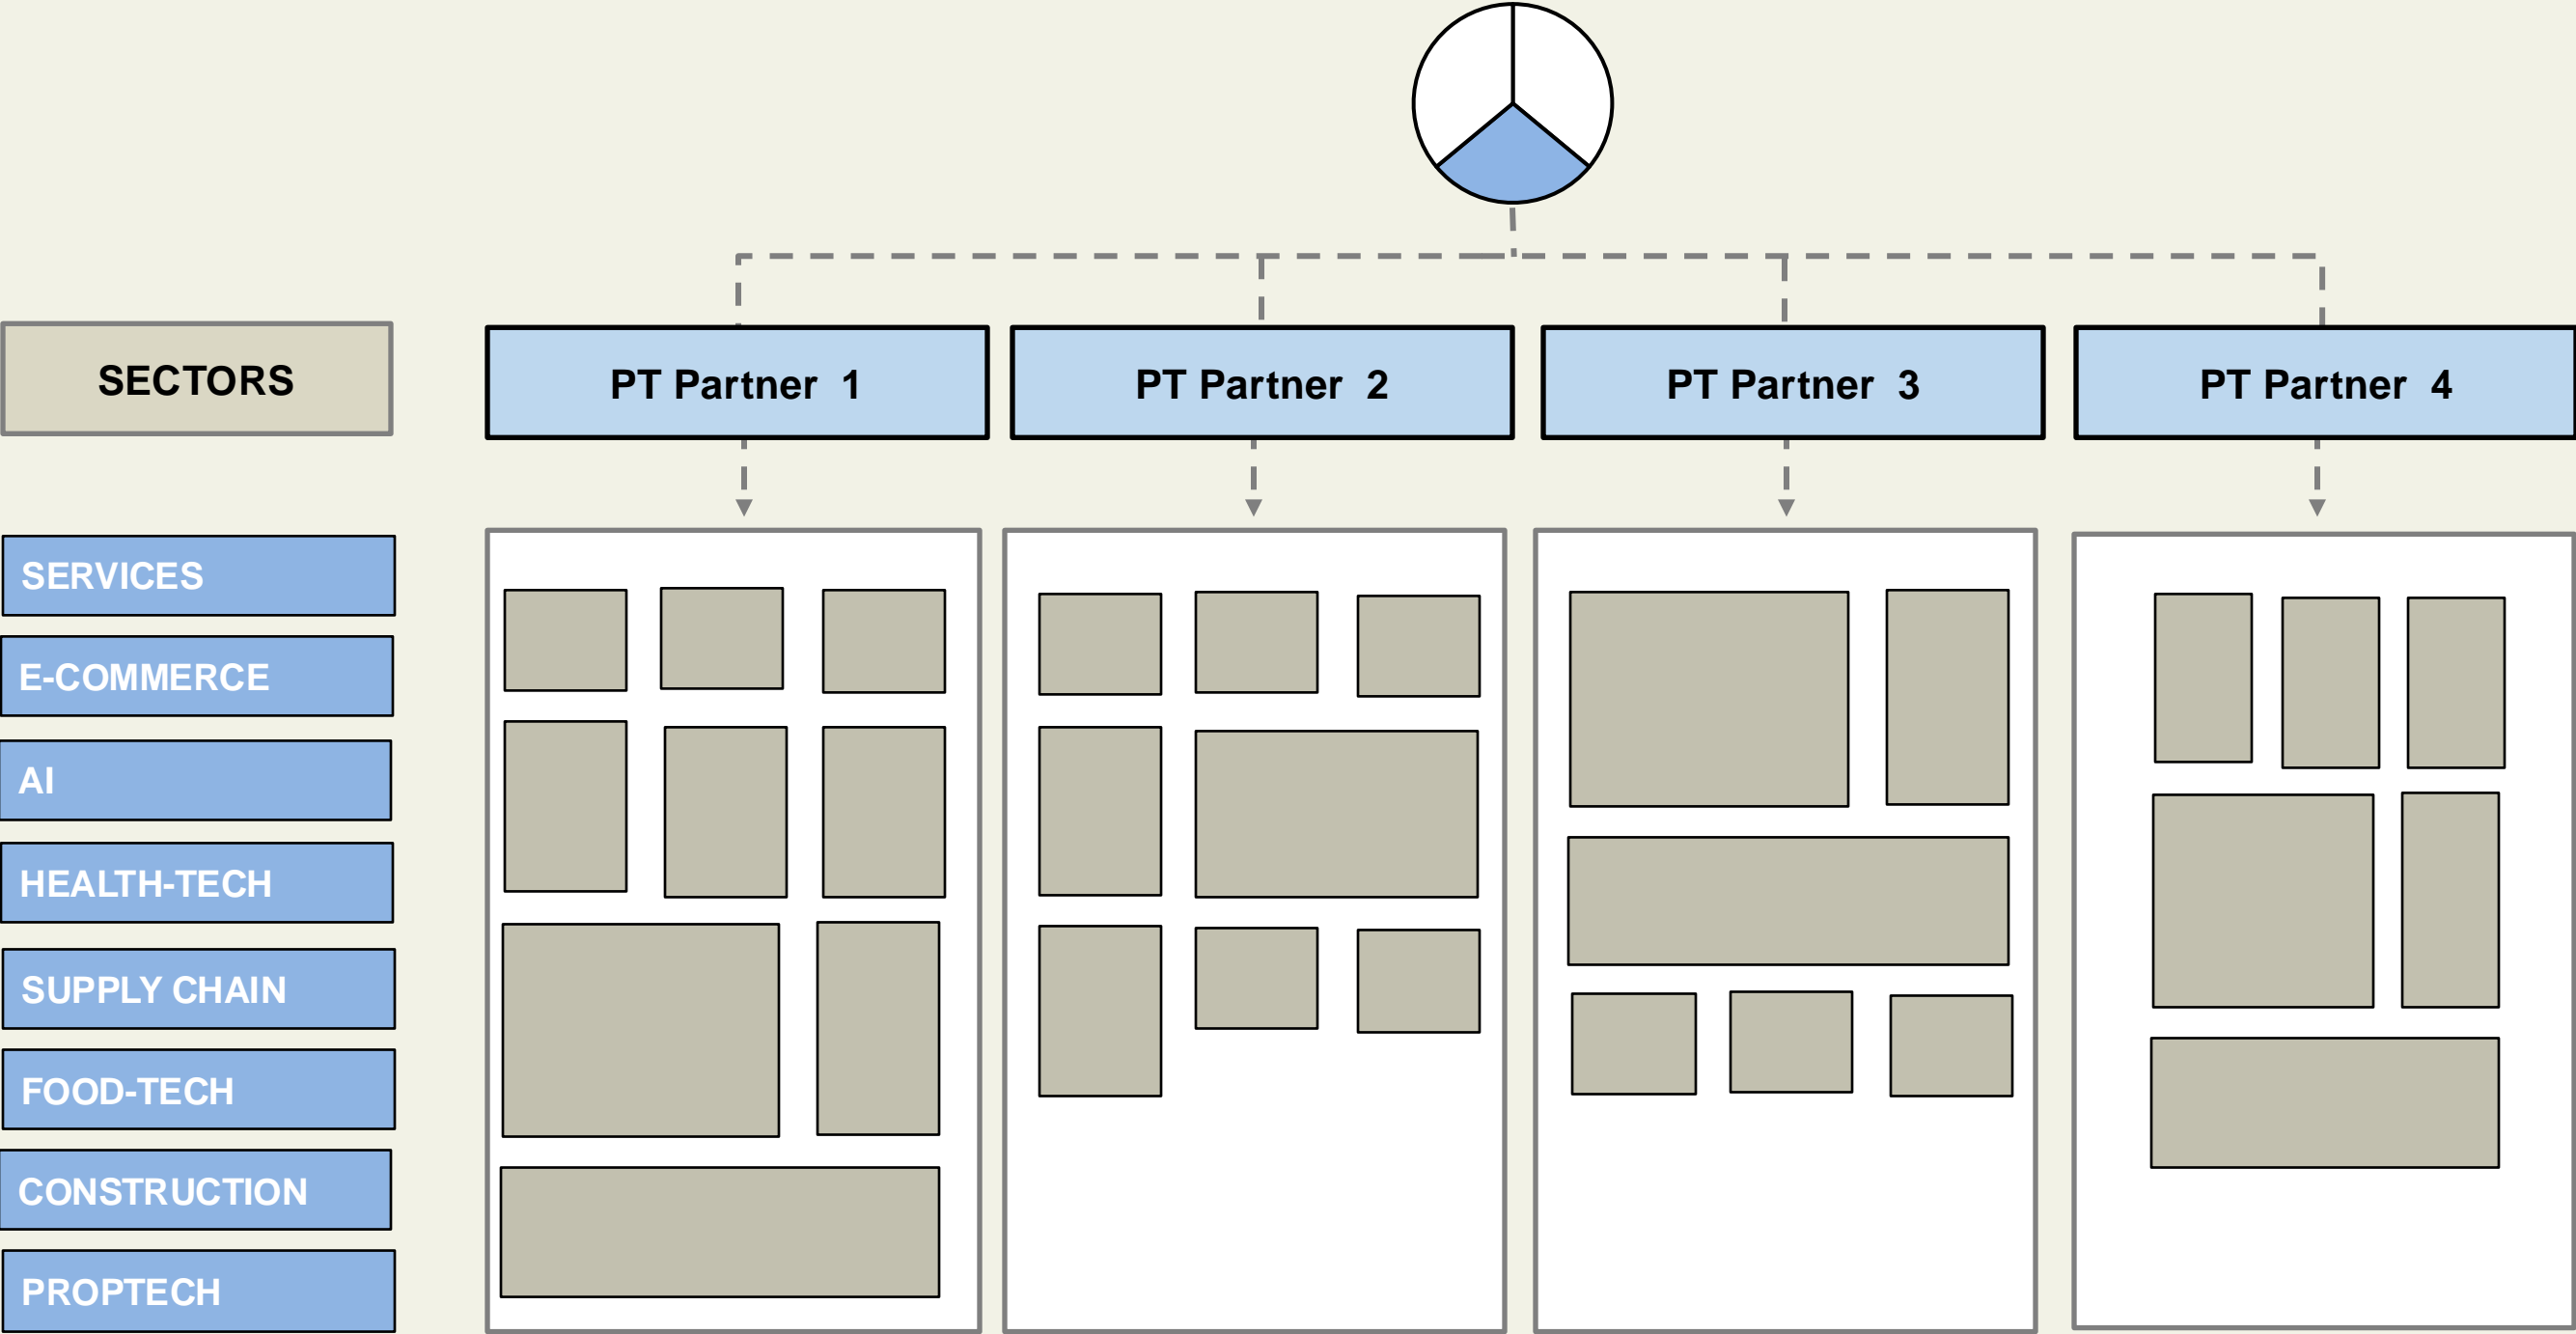 SECTORS
PT Partner 1
PT Partner 2
PT Partner 3
PT Partner 4
SERVICES
E-COMMERCE
AI
HEALTH-TECH
SUPPLY CHAIN
FOOD-TECH
CONSTRUCTION
PROPTECH